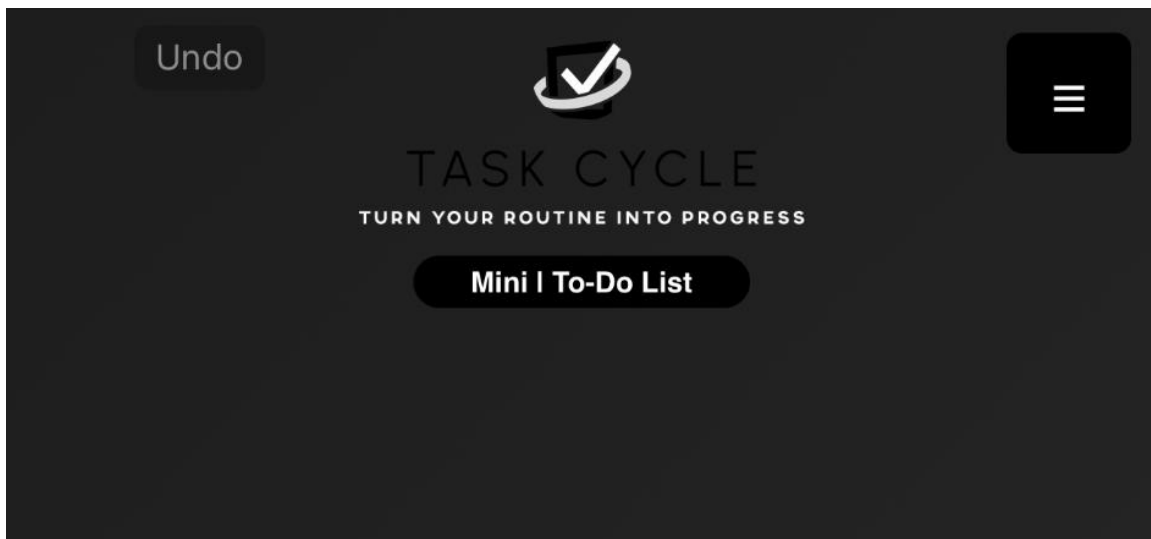 Undo
TASK CYCLE
TURN YOUR ROUTINE INTO PROGRESS
Mini | To-Do List